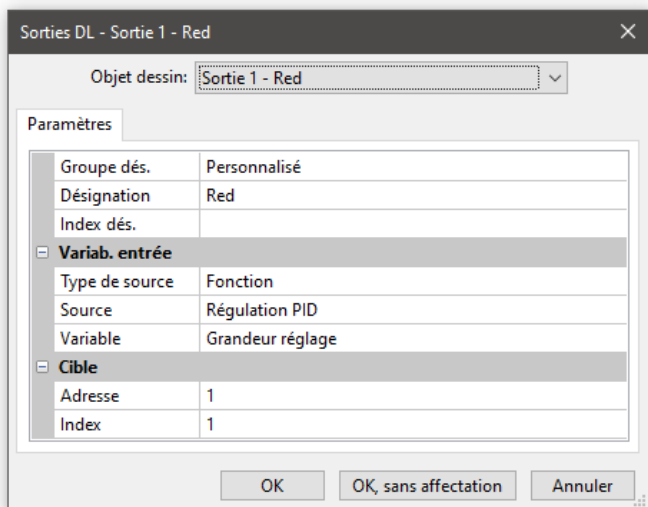 Sorties DL - Sortie 1 - Red
Objet dessin: Sortie 1 - Red
Paramètres
Groupe dés. Personnalisé
Désignation Red
Index dés.
Variab. entrée
Type de source Fonction
Source Régulation PID
Variable Grandeur réglage
Cible
Adresse 1
Index 1
OK OK, sans affectation Annuler